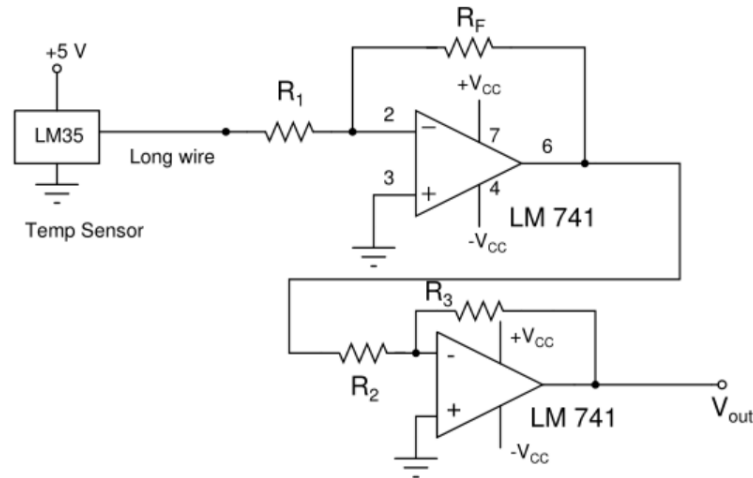 +5 V
LM35
Long wire
Temp Sensor
R1
RF
+VCC
2
−
7
6
3
+
4
LM 741
-VCC
R3
+VCC
R2
-
+
LM 741
-VCC
Vout